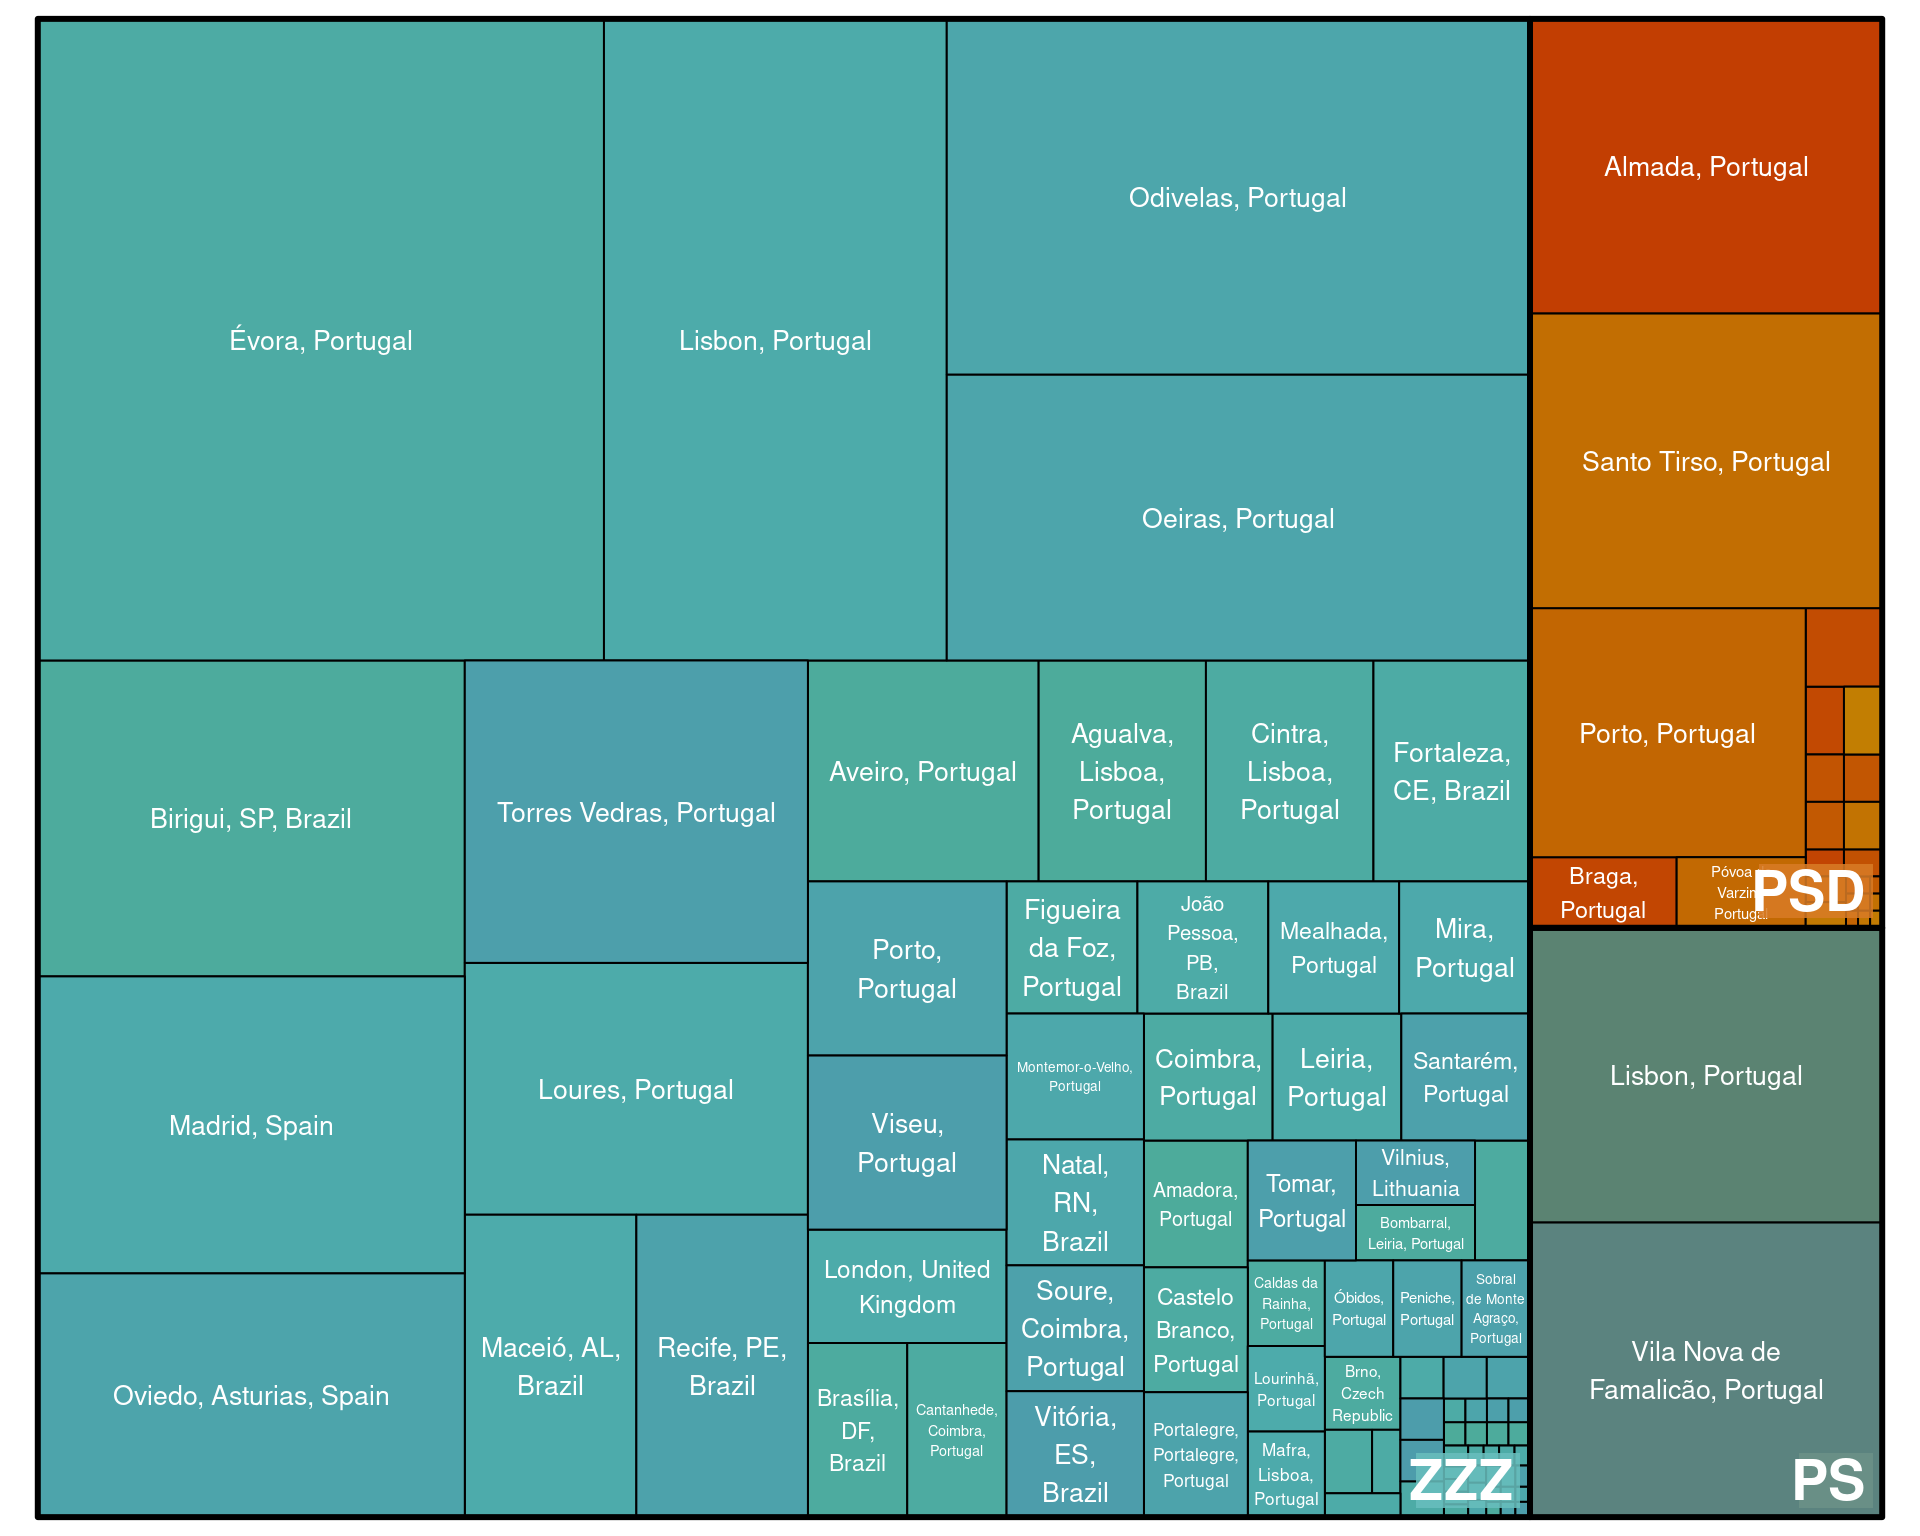 Évora, Portugal
Lisbon, Portugal
Odivelas, Portugal
Oeiras, Portugal
Birigui, SP, Brazil
Madrid, Spain
Oviedo, Asturias, Spain
Torres Vedras, Portugal
Loures, Portugal
Maceió, AL,
Brazil
Recife, PE,
Brazil
Aveiro, Portugal
Agualva,
Lisboa,
Portugal
Cintra,
Lisboa,
Portugal
Fortaleza,
CE, Brazil
Porto,
Portugal
Viseu,
Portugal
London, United
Kingdom
Brasília,
DF,
Brazil
Cantanhede,
Coimbra,
Portugal
Figueira
da Foz,
Portugal
João
Pessoa,
PB,
Brazil
Mealhada,
Portugal
Mira,
Portugal
Montemor-o-Velho,
Portugal
Coimbra,
Portugal
Leiria,
Portugal
Santarém,
Portugal
Natal,
RN,
Brazil
Soure,
Coimbra,
Portugal
Vitória,
ES,
Brazil
Amadora,
Portugal
Castelo
Branco,
Portugal
Portalegre,
Portalegre,
Portugal
Tomar,
Portugal
Vilnius,
Lithuania
Bombarral,
Leiria, Portugal
Caldas da
Rainha,
Portugal
Óbidos,
Portugal
Peniche,
Portugal
Sobral
de Monte
Agraço,
Portugal
Lourinhã,
Portugal
Mafra,
Lisboa,
Portugal
Brno,
Czech
Republic
ZZZ
Almada, Portugal
Santo Tirso, Portugal
Porto, Portugal
Braga,
Portugal
Póvoa
Varzim
Portugal
PSD
Lisbon, Portugal
Vila Nova de
Famalicão, Portugal
PS